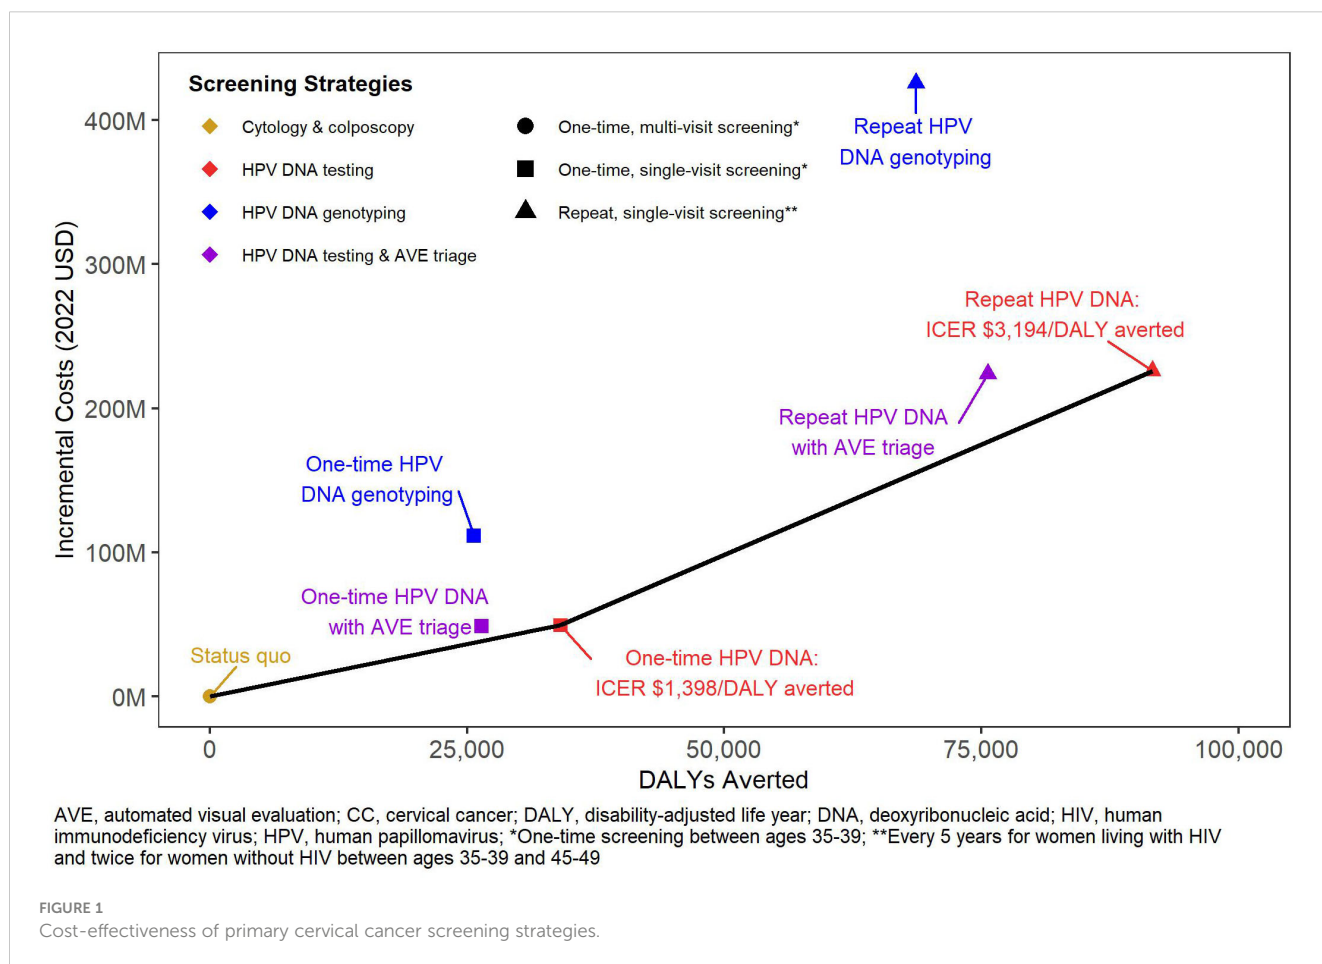 Screening Strategies
Cytology & colposcopy
HPV DNA testing
HPV DNA genotyping
HPV DNA testing & AVE triage
One-time, multi-visit screening*
One-time, single-visit screening*
Repeat, single-visit screening**
Repeat HPV
DNA genotyping
Repeat HPV DNA:
ICER $3,194/DALY averted
Repeat HPV DNA
with AVE triage
One-time HPV
DNA genotyping
One-time HPV DNA
with AVE triage
Status quo
One-time HPV DNA:
ICER $1,398/DALY averted
Incremental Costs (2022 USD)
400M
300M
200M
100M
0M
0
25,000
50,000
75,000
100,000
DALYs Averted
AVE, automated visual evaluation; CC, cervical cancer; DALY, disability-adjusted life year; DNA, deoxyribonucleic acid; HIV, human
immunodeficiency virus; HPV, human papillomavirus; *One-time screening between ages 35-39; **Every 5 years for women living with HIV
and twice for women without HIV between ages 35-39 and 45-49
FIGURE 1
Cost-effectiveness of primary cervical cancer screening strategies.